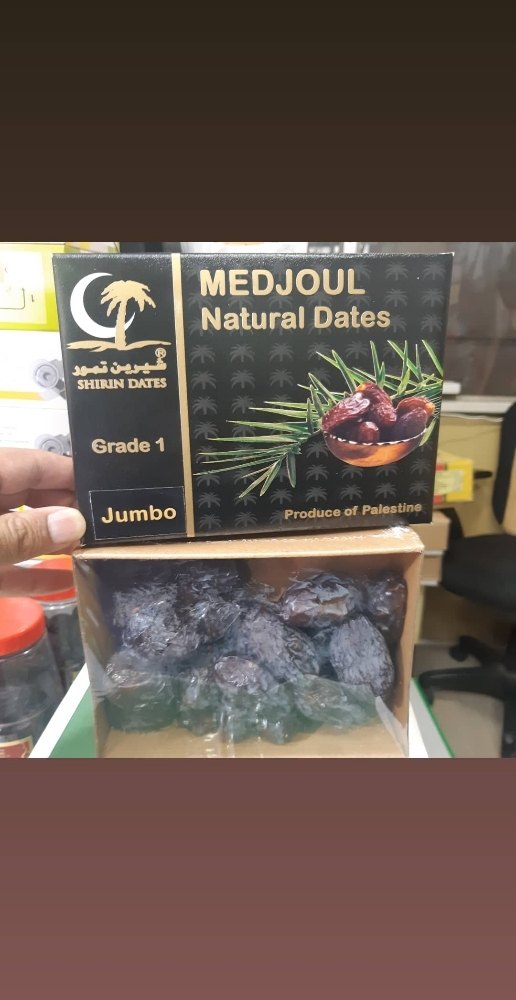 MEDJOUL
Natural Dates
شيرين تمور®
SHIRIN DATES
Grade 1
Jumbo
Produce of Palestine